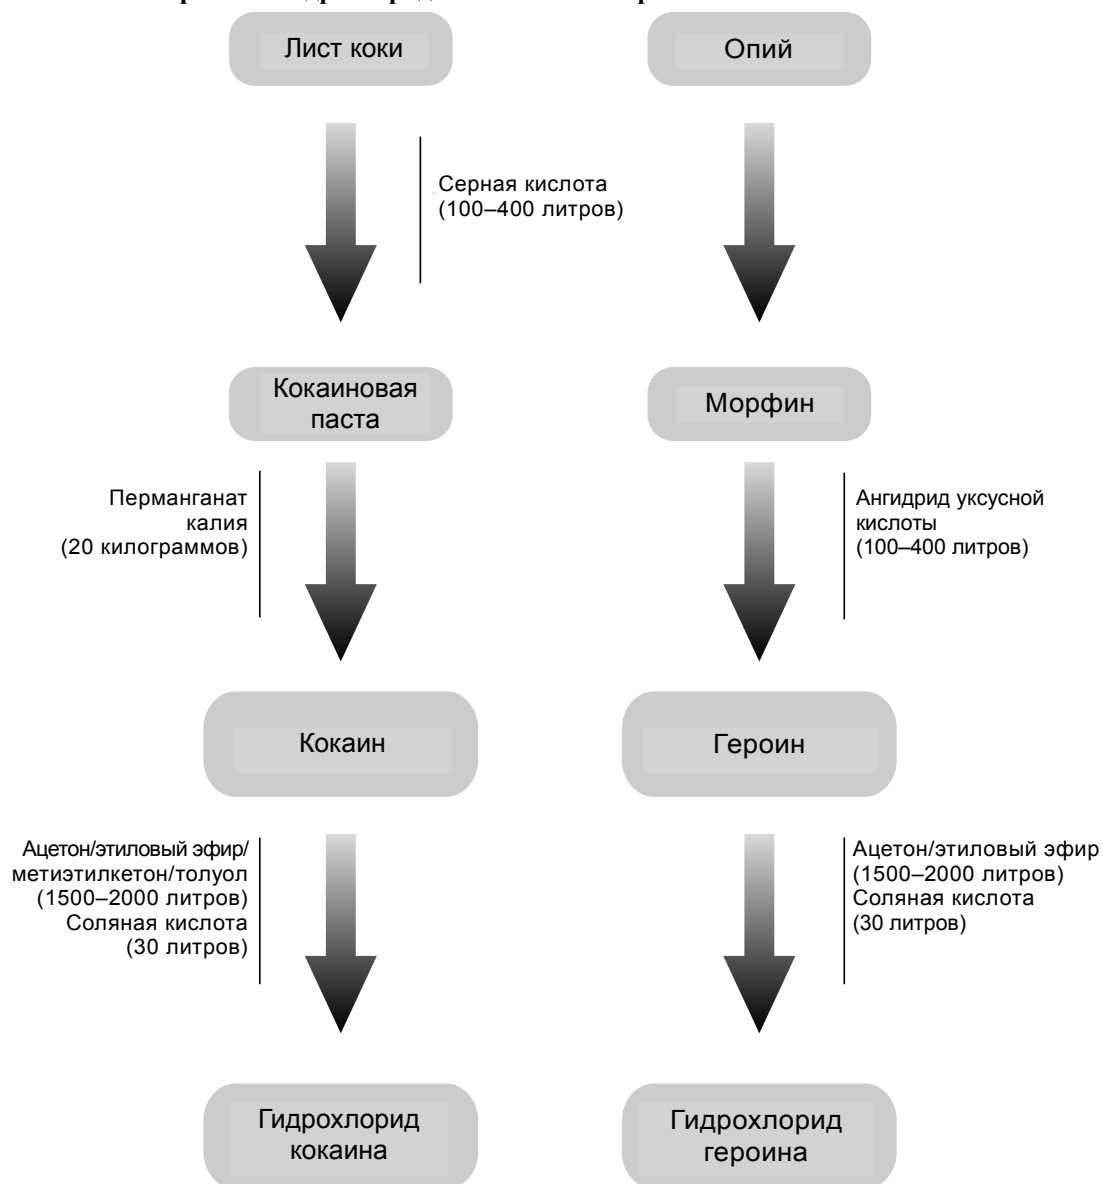 Лист коки
Опий
Серная кислота
(100–400 литров)
Кокаиновая
паста
Морфин
Перманганат
калия
(20 килограммов)
Ангидрид уксусной
кислоты
(100–400 литров)
Кокаин
Героин
Ацетон/этиловый эфир/
метиэтилкетон/толуол
(1500–2000 литров)
Соляная кислота
(30 литров)
Ацетон/этиловый эфир
(1500–2000 литров)
Соляная кислота
(30 литров)
Гидрохлорид
кокаина
Гидрохлорид
героина